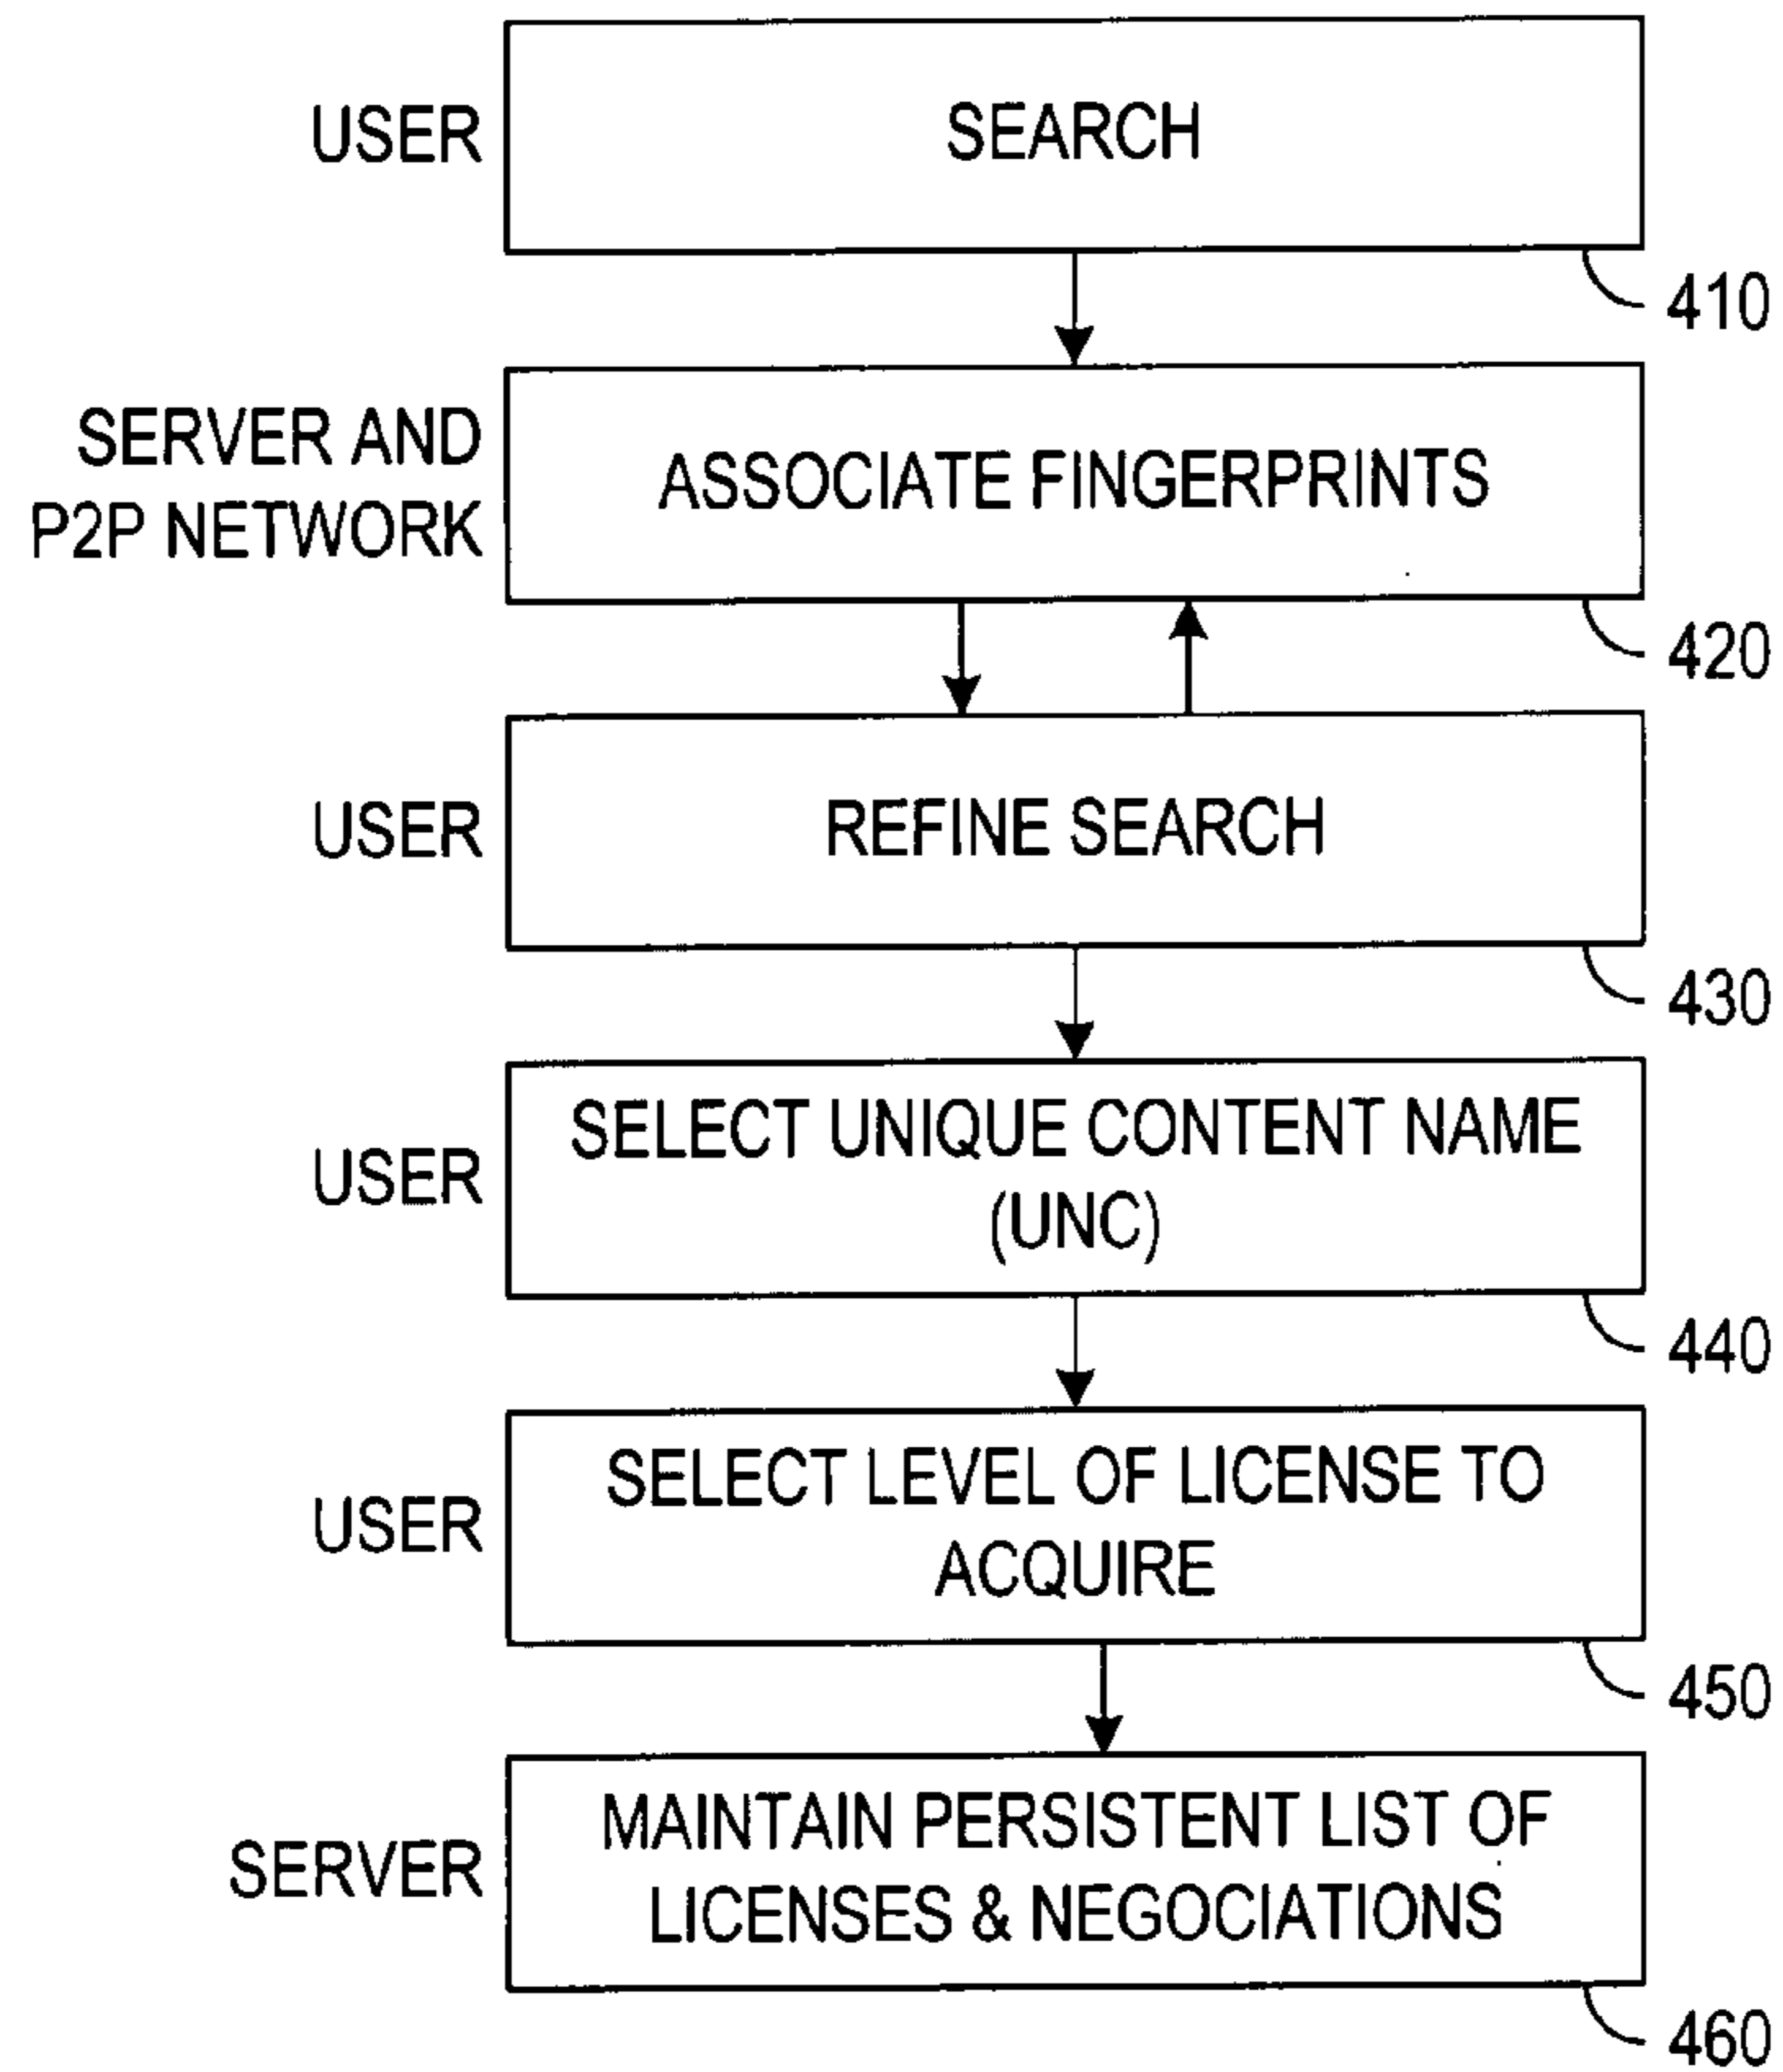 USER
SEARCH
410
SERVER AND
P2P NETWORK
ASSOCIATE FINGERPRINTS
420
USER
REFINE SEARCH
430
USER
SELECT UNIQUE CONTENT NAME
(UNC)
440
USER
SELECT LEVEL OF LICENSE TO
ACQUIRE
450
SERVER
MAINTAIN PERSISTENT LIST OF
LICENSES & NEGOCIATIONS
460